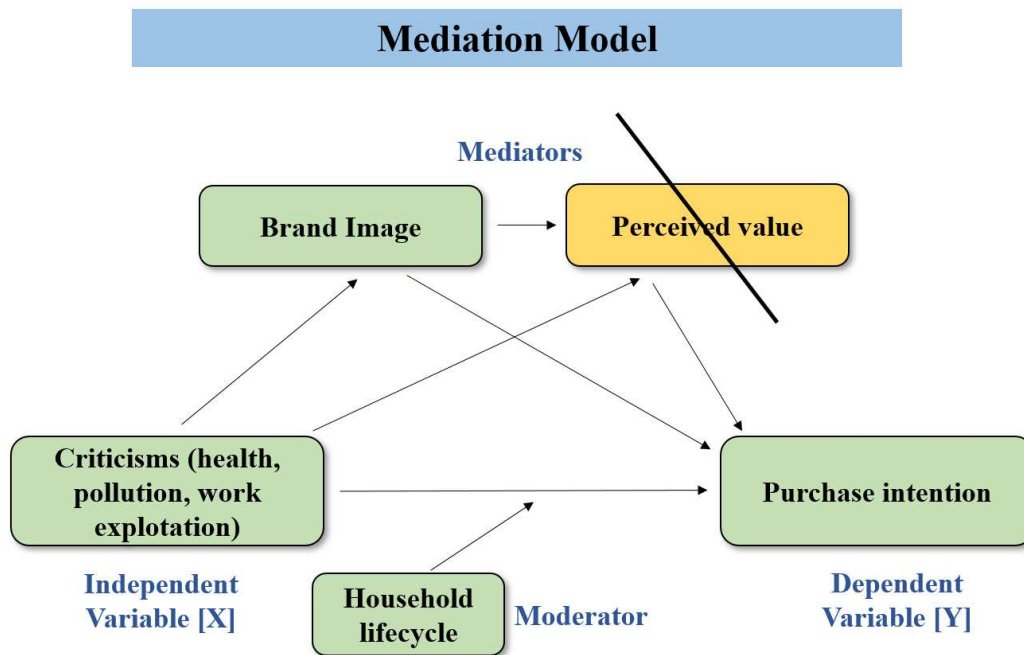 Mediation Model
Mediators
Brand Image
Perceived value
Criticisms (health,
pollution, work
explotation)
Purchase intention
Independent
Variable [X]
Household
lifecycle
Moderator
Dependent
Variable [Y]